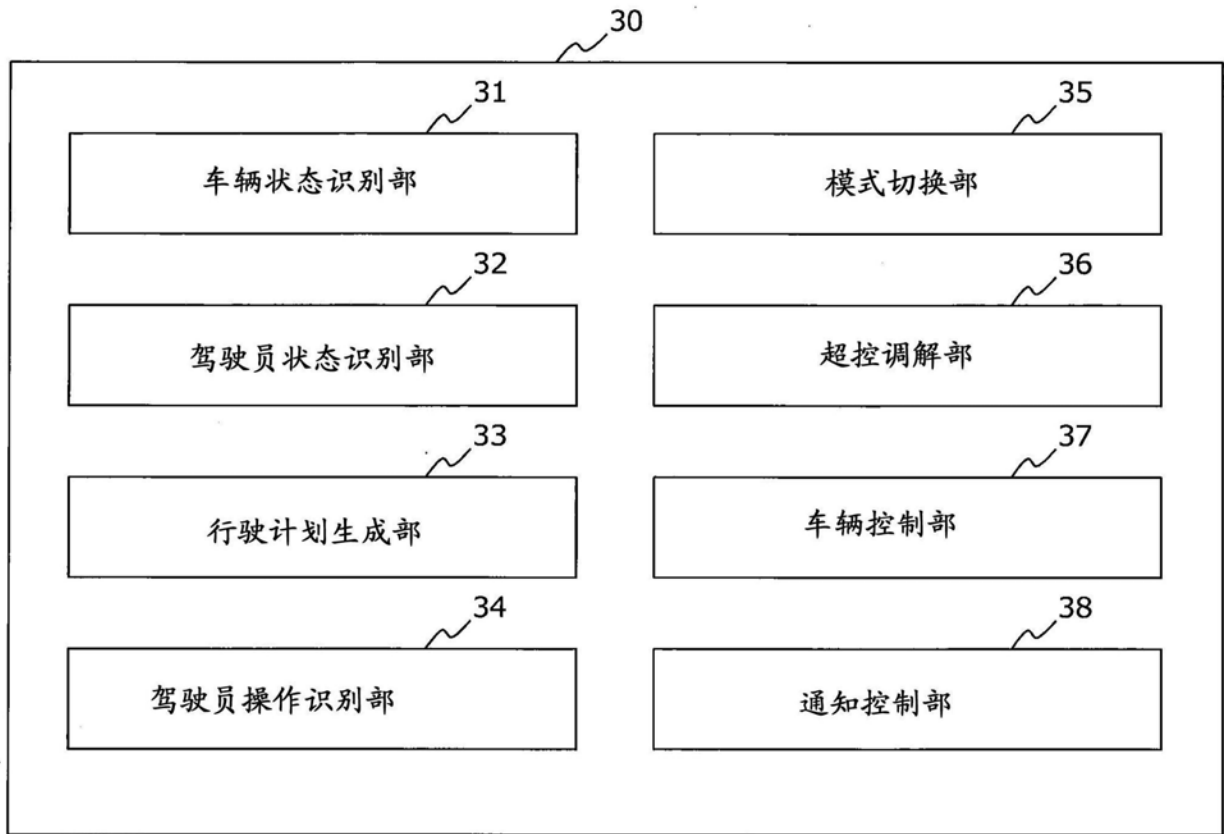 30
31
车辆状态识别部
35
模式切换部
32
驾驶员状态识别部
36
超控调解部
33
行驶计划生成部
37
车辆控制部
34
驾驶员操作识别部
38
通知控制部